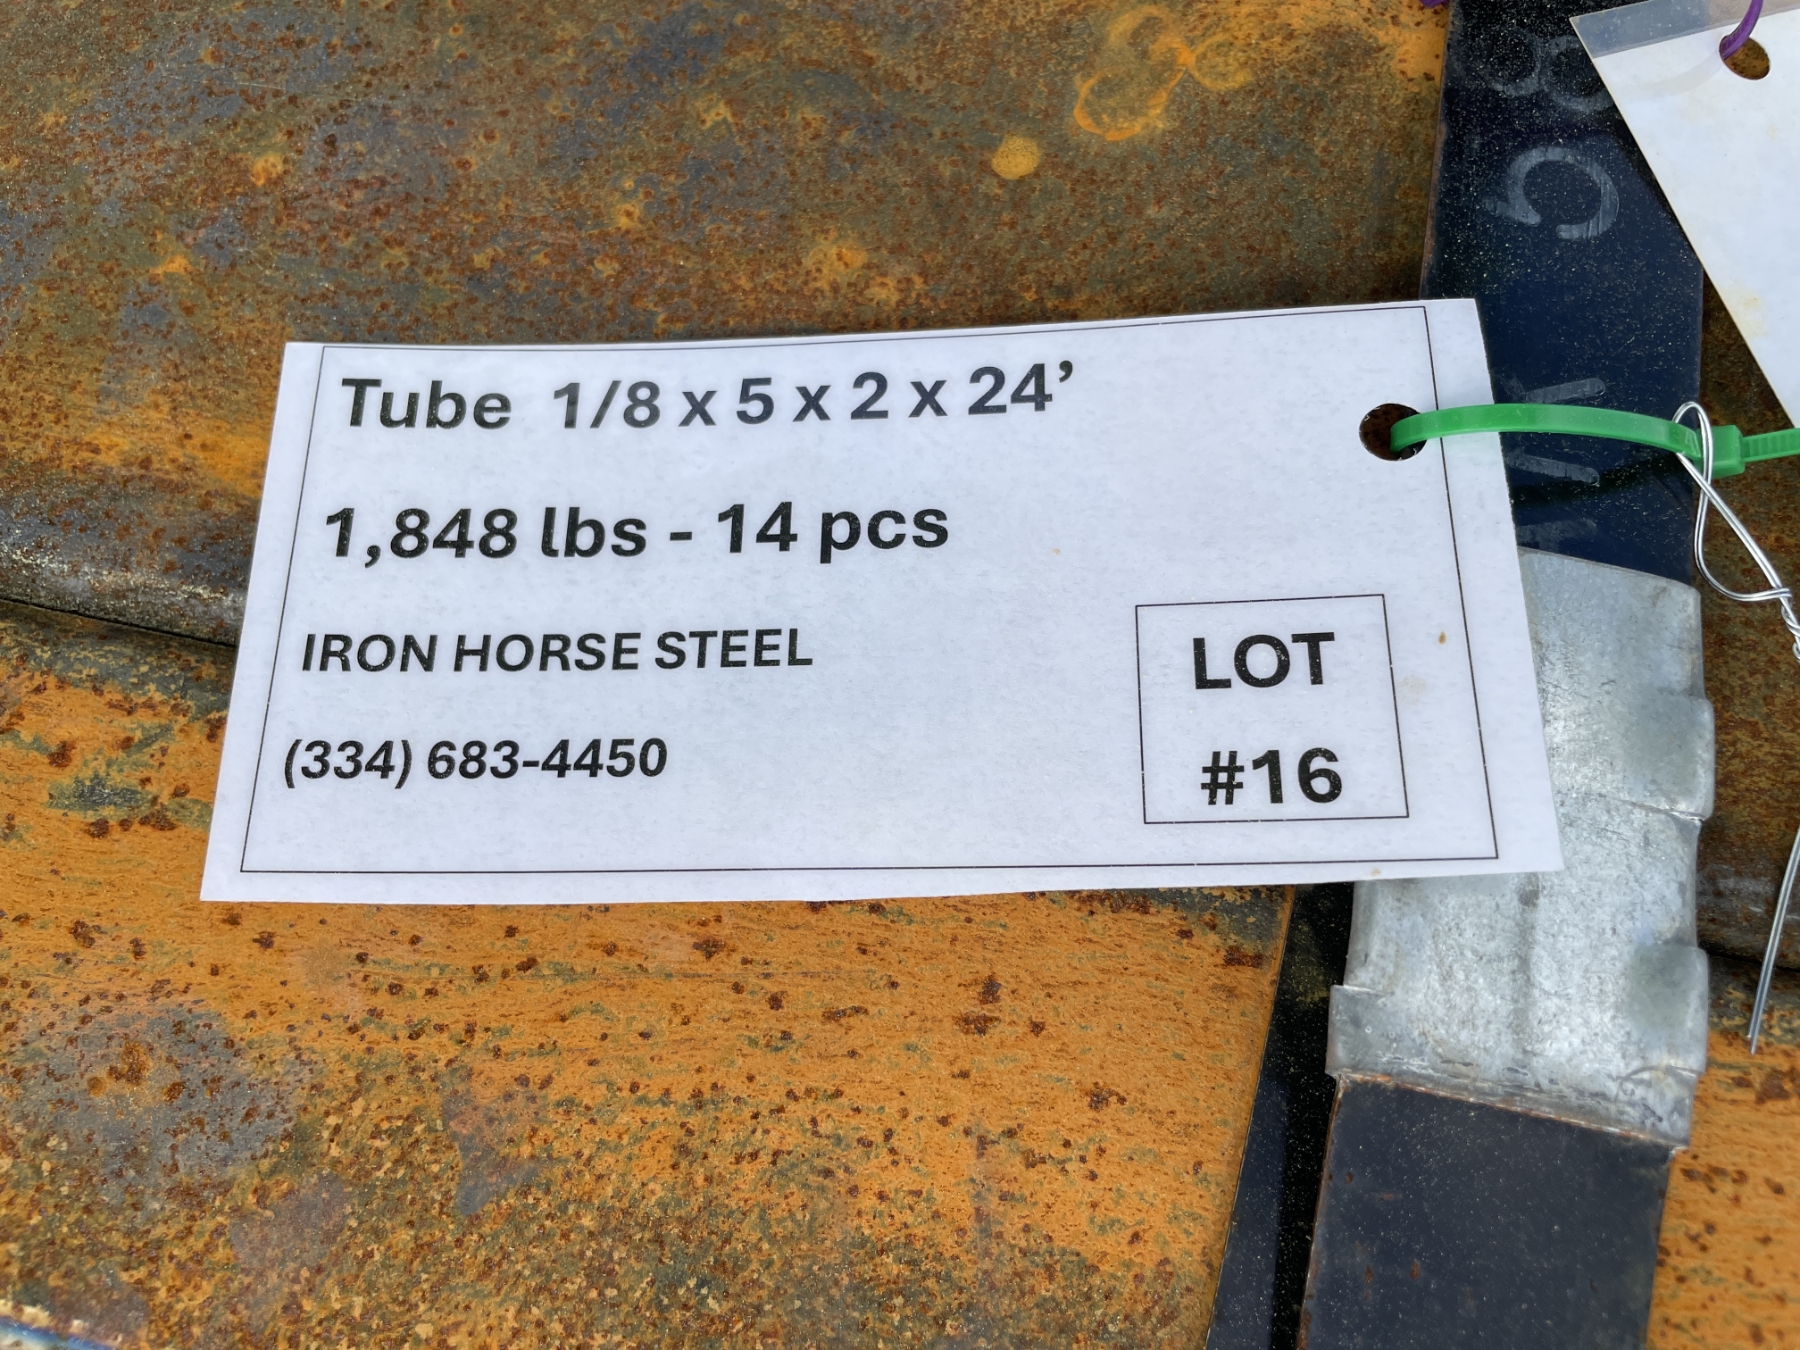 Tube 1/8 x 5 x 2 x 24’
1,848 lbs - 14 pcs
IRON HORSE STEEL
(334) 683-4450
LOT
#16